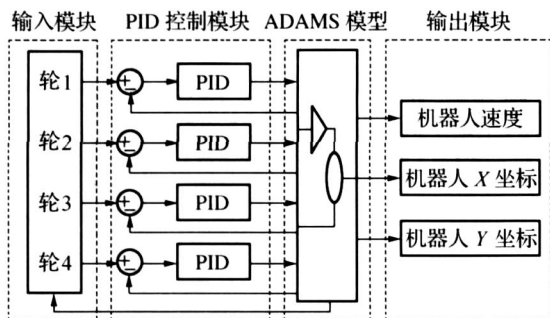 输入模块
PID 控制模块
ADAMS 模型
输出模块
轮1
+
−
PID
轮2
+
−
PID
轮3
+
−
PID
轮4
+
−
PID
机器人速度
机器人 X 坐标
机器人 Y 坐标